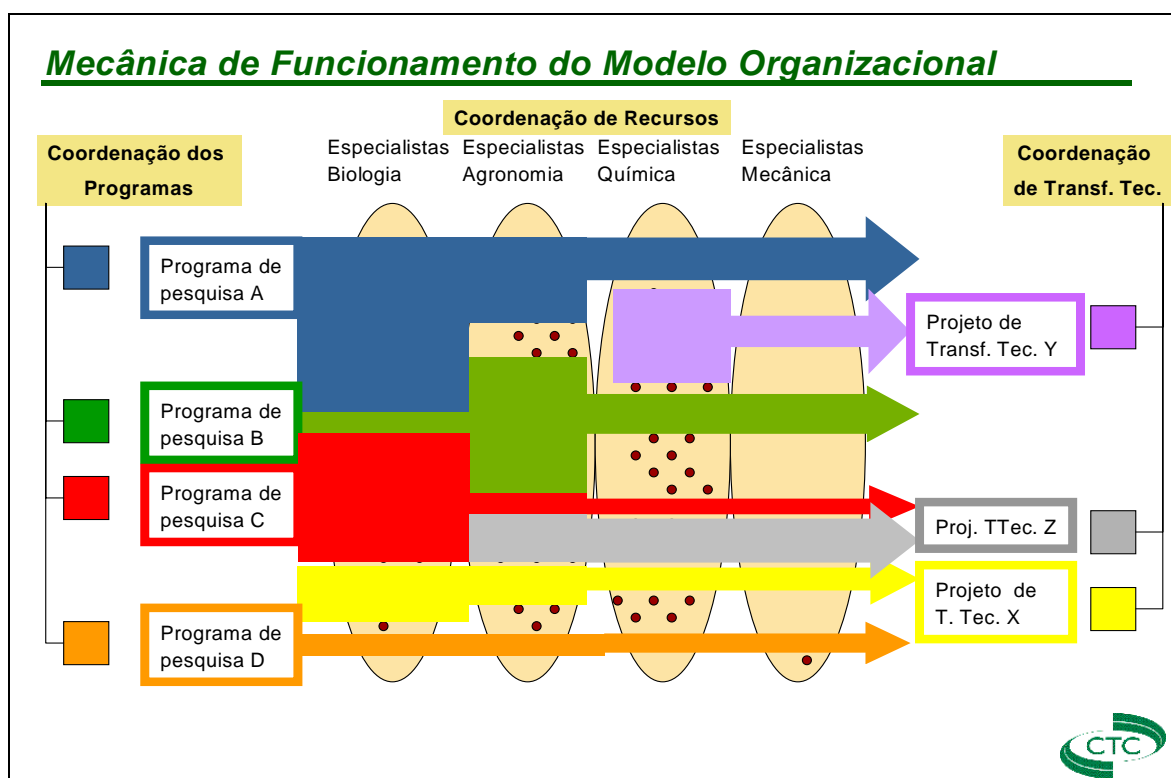 Mecânica de Funcionamento do Modelo Organizacional
Coordenação de Recursos
Coordenação dos
Programas
Especialistas
Biologia
Especialistas
Agronomia
Especialistas
Química
Especialistas
Mecânica
Coordenação
de Transf. Tec.
Programa de
pesquisa A
Projeto de
Transf. Tec. Y
Programa de
pesquisa B
Programa de
pesquisa C
Proj. TTec. Z
Projeto de
T. Tec. X
Programa de
pesquisa D
CTC